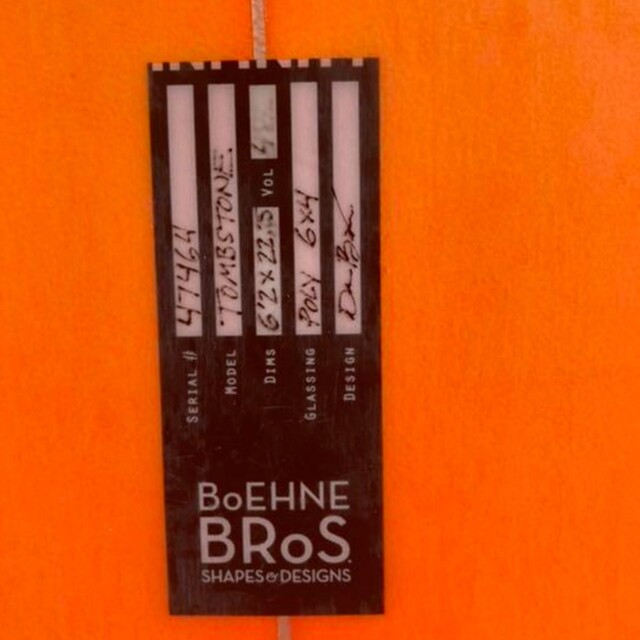 SERIAL # 47464
MODEL TOMBSTONE.
DIMS 6'2 x 22.5 VOL
GLASSING POLY 6x4
DESIGN
BoEHNE
BRoS.
SHAPES & DESIGNS